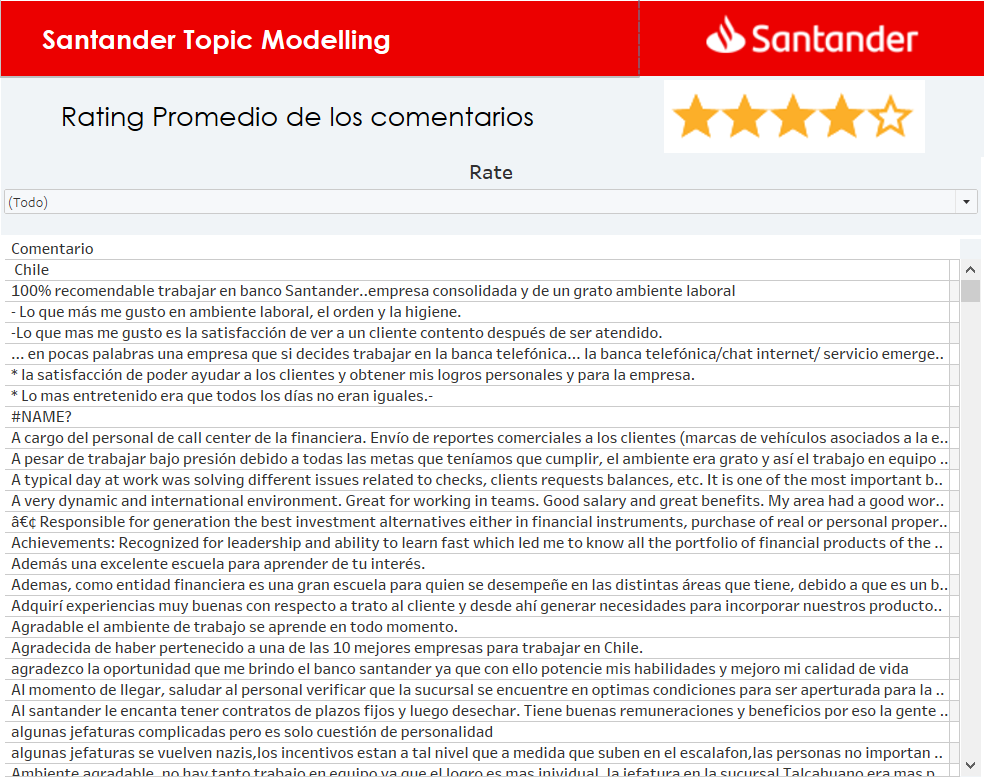 Santander Topic Modelling
Santander
Rating Promedio de los comentarios
Rate
(Todo)
Comentario
Chile
100% recomendable trabajar en banco Santander..empresa consolidada y de un grato ambiente laboral
- Lo que más me gusto en ambiente laboral, el orden y la higiene.
-Lo que mas me gusto es la satisfacción de ver a un cliente contento después de ser atendido.
... en pocas palabras una empresa que si decides trabajar en la banca telefónica... la banca telefónica/chat internet/ servicio emerge..
* la satisfacción de poder ayudar a los clientes y obtener mis logros personales y para la empresa.
* Lo mas entretenido era que todos los días no eran iguales.-
#NAME?
A cargo del personal de call center de la financiera. Envío de reportes comerciales a los clientes (marcas de vehículos asociados a la e..
A pesar de trabajar bajo presión debido a todas las metas que teníamos que cumplir, el ambiente era grato y así el trabajo en equipo ..
A typical day at work was solving different issues related to checks, clients requests balances, etc. It is one of the most important b..
A very dynamic and international environment. Great for working in teams. Good salary and great benefits. My area had a good wor..
â€¢ Responsible for generation the best investment alternatives either in financial instruments, purchase of real or personal proper..
Achievements: Recognized for leadership and ability to learn fast which led me to know all the portfolio of financial products of the ..
Además una excelente escuela para aprender de tu interés.
Ademas, como entidad financiera es una gran escuela para quien se desempeñe en las distintas áreas que tiene, debido a que es un b..
Adquirí experiencias muy buenas con respecto a trato al cliente y desde ahí generar necesidades para incorporar nuestros producto..
Agradable el ambiente de trabajo se aprende en todo momento.
Agradecida de haber pertenecido a una de las 10 mejores empresas para trabajar en Chile.
agradezco la oportunidad que me brindo el banco santander ya que con ello potencie mis habilidades y mejoro mi calidad de vida
Al momento de llegar, saludar al personal verificar que la sucursal se encuentre en optimas condiciones para ser aperturada para la ..
Al santander le encanta tener contratos de plazos fijos y luego desechar. Tiene buenas remuneraciones y beneficios por eso la gente ..
algunas jefaturas complicadas pero es solo cuestión de personalidad
algunas jefaturas se vuelven nazis,los incentivos estan a tal nivel que a medida que suben en el escalafon,las personas no importan ..
Ambiente agradable, no hay tanto trabajo en equipo ya que el logro es mas inividual, la jefatura en la sucursal Talcahuano era mas p..